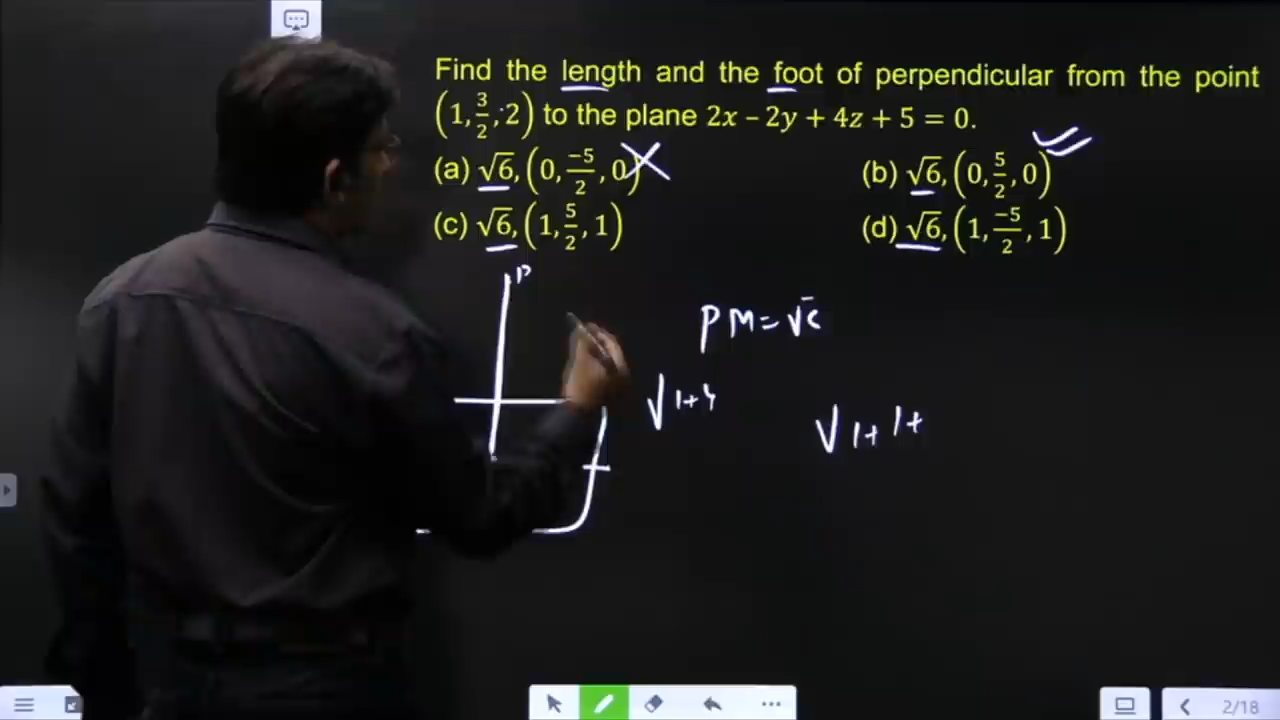 Find the length and the foot of perpendicular from the point
(1, 3/2, ·2) to the plane 2x – 2y + 4z + 5 = 0.
(a) √6, (0, −5/2, 0) (b) √6, (0, 5/2, 0)
(c) √6, (1, 5/2, 1) (d) √6, (1, −5/2, 1)
P
PM = √6
√1+4
√1+1+
2/18